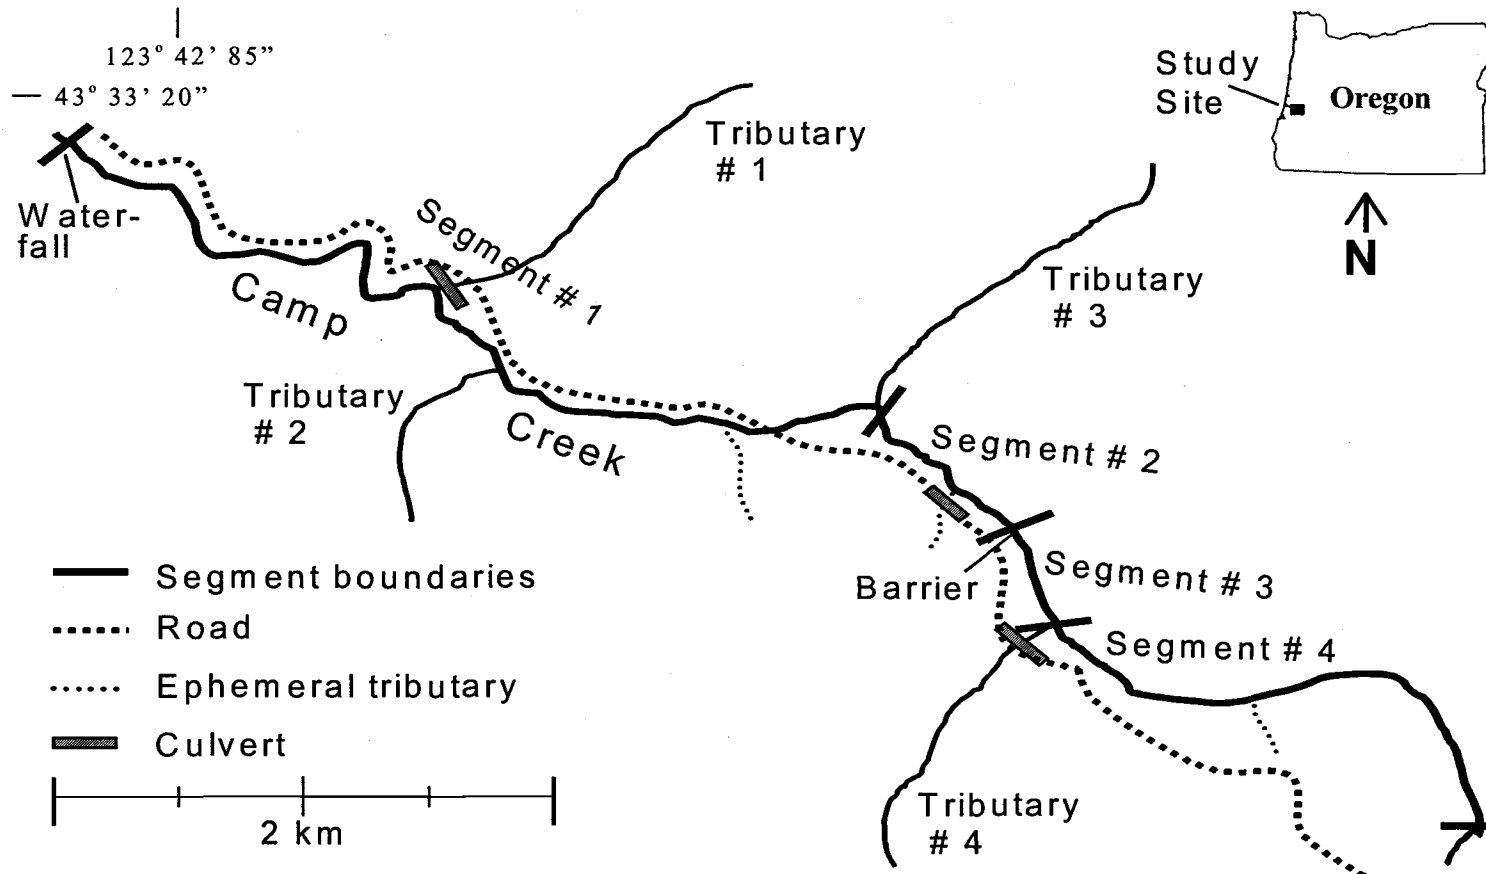 123° 42’ 85”
43° 33’ 20”
Study
Site
Oregon
N
Water-
fall
Tributary
# 1
Segment # 1
Camp
Tributary
# 3
Tributary
# 2
Creek
Segment # 2
Barrier
Segment # 3
Segment # 4
Tributary
# 4
Segment boundaries
Road
Ephemeral tributary
Culvert
2 km